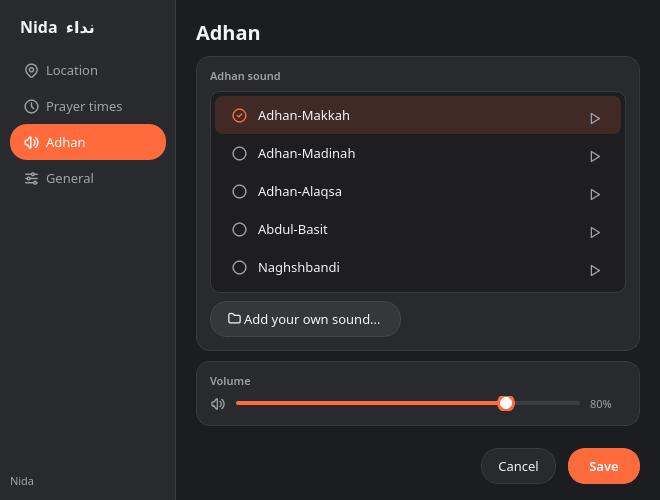 Nida نداء
Location
Prayer times
Adhan
General
Nida
Adhan
Adhan sound
Adhan-Makkah
Adhan-Madinah
Adhan-Alaqsa
Abdul-Basit
Naghshbandi
Add your own sound...
Volume
80%
Cancel
Save